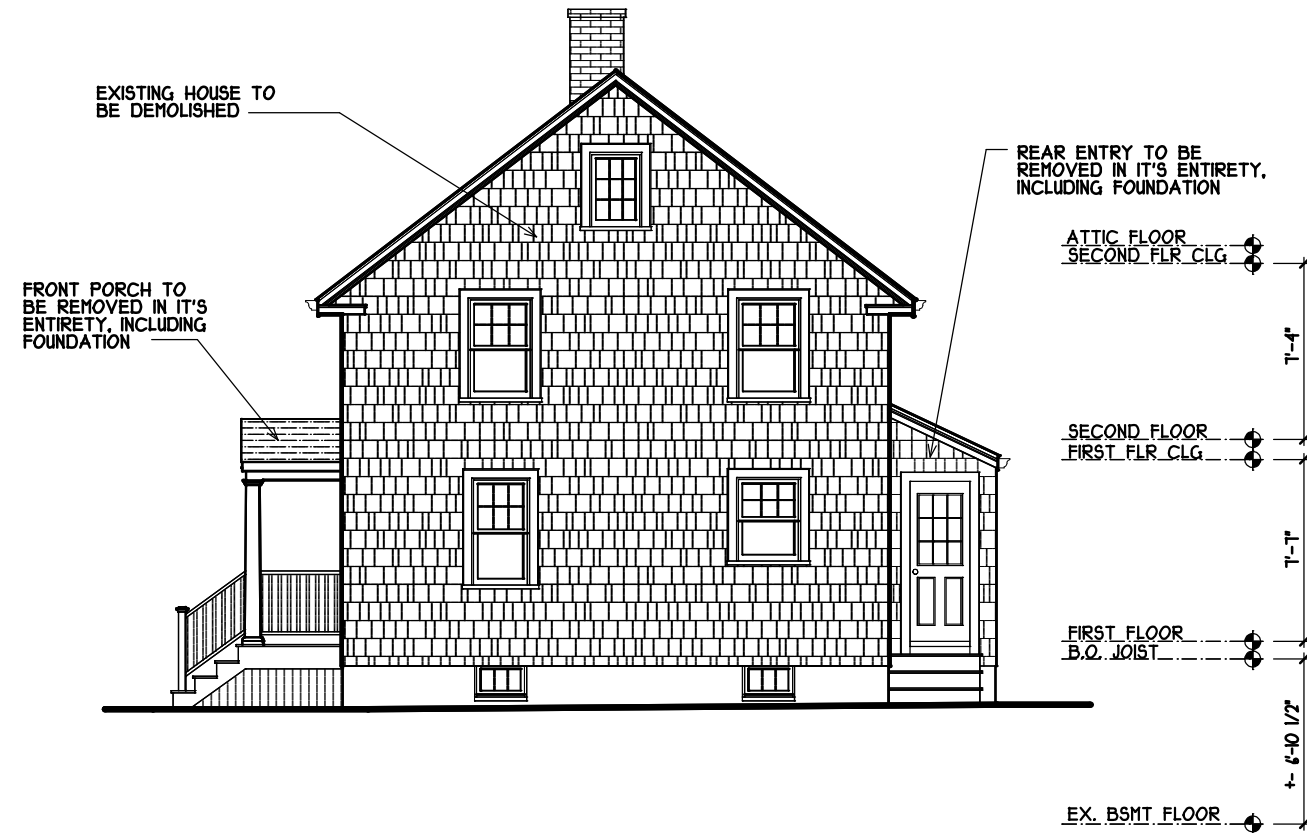 EXISTING HOUSE TO
BE DEMOLISHED
REAR ENTRY TO BE
REMOVED IN IT'S ENTIRETY,
INCLUDING FOUNDATION
ATTIC FLOOR
SECOND FLR CLG
FRONT PORCH TO
BE REMOVED IN IT'S
ENTIRETY, INCLUDING
FOUNDATION
7'-4"
SECOND FLOOR
FIRST FLR CLG
7'-7"
FIRST FLOOR
B.O. JOIST
+- 6'-10 1/2"
EX. BSMT FLOOR